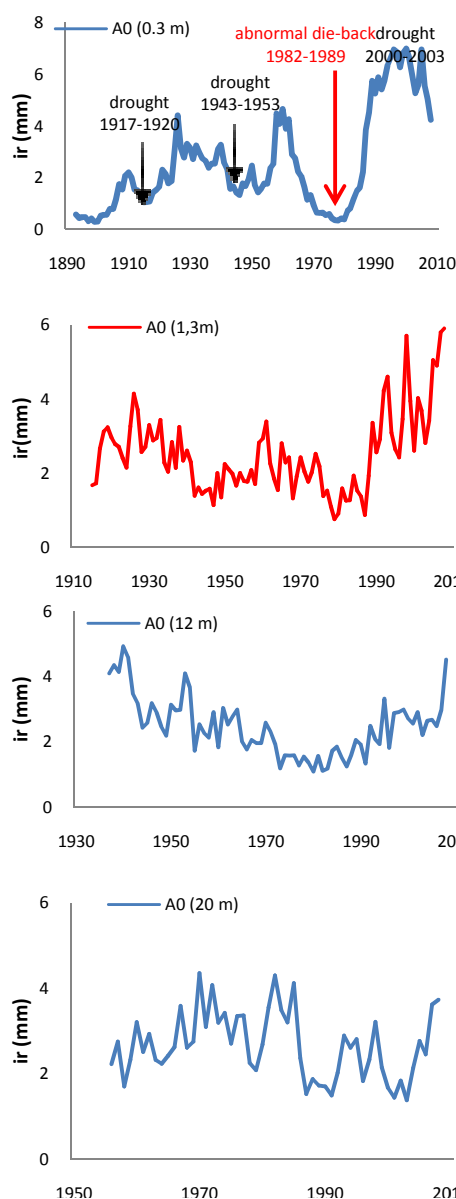 A0 (0.3 m)
abnormal die-back
1982-1989
drought
2000-2003
drought
1917-1920
drought
1943-1953
ir (mm)
8
6
4
2
0
1890 1910 1930 1950 1970 1990 2010
A0 (1,3m)
ir(mm)
6
4
2
0
1910 1930 1950 1970 1990 201
A0 (12 m)
ir (mm)
6
4
2
0
1930 1950 1970 1990 201
A0 (20 m)
ir (mm)
6
4
2
0
1950 1970 1990 201